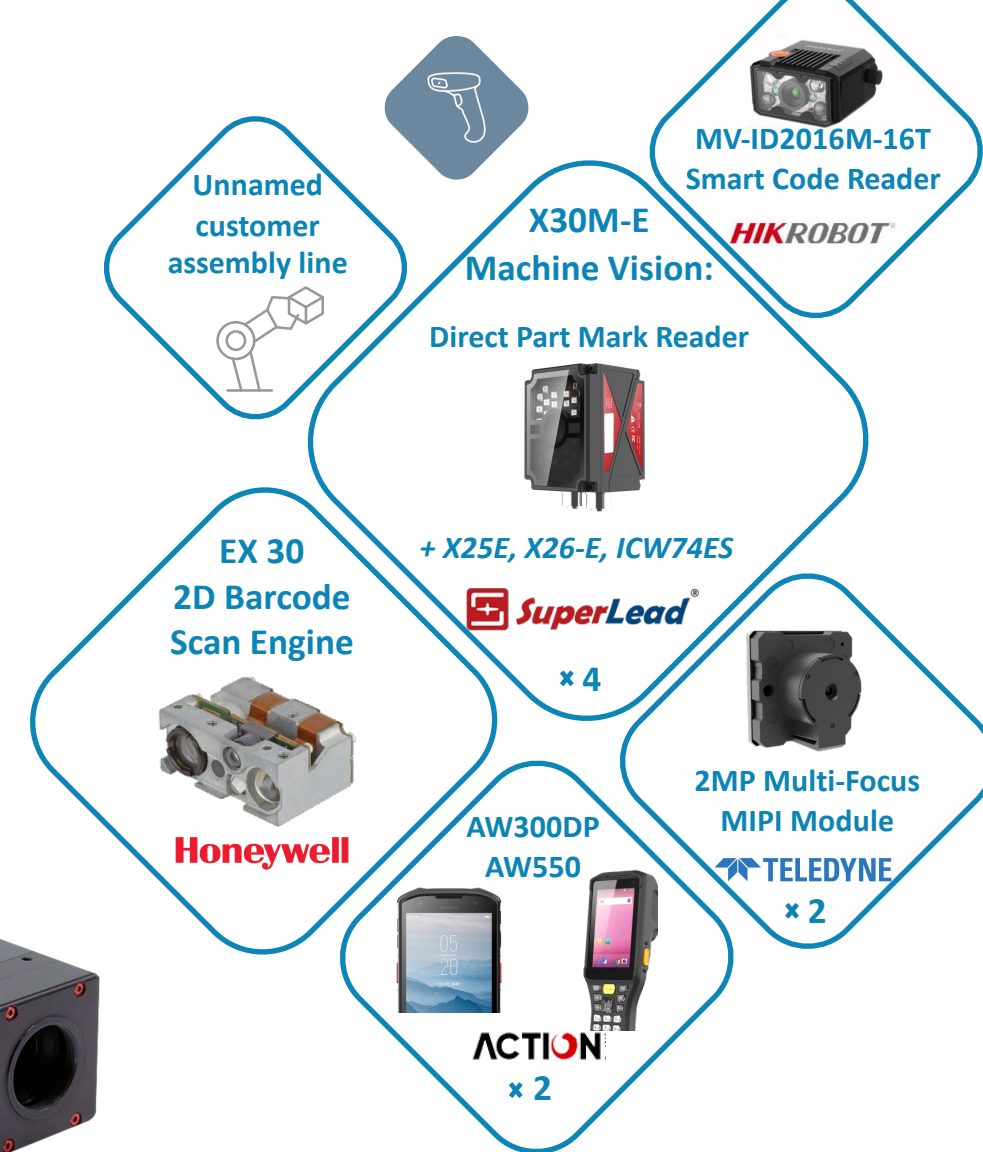 MV-ID2016M-16T
Smart Code Reader
HIKROBOT
Unnamed
customer
assembly line
X30M-E
Machine Vision:
Direct Part Mark Reader
+ X25E, X26-E, ICW74ES
SuperLead®
× 4
EX 30
2D Barcode
Scan Engine
Honeywell
2MP Multi-Focus
MIPI Module
TELEDYNE
× 2
AW300DP
AW550
05
20
ACTION
× 2